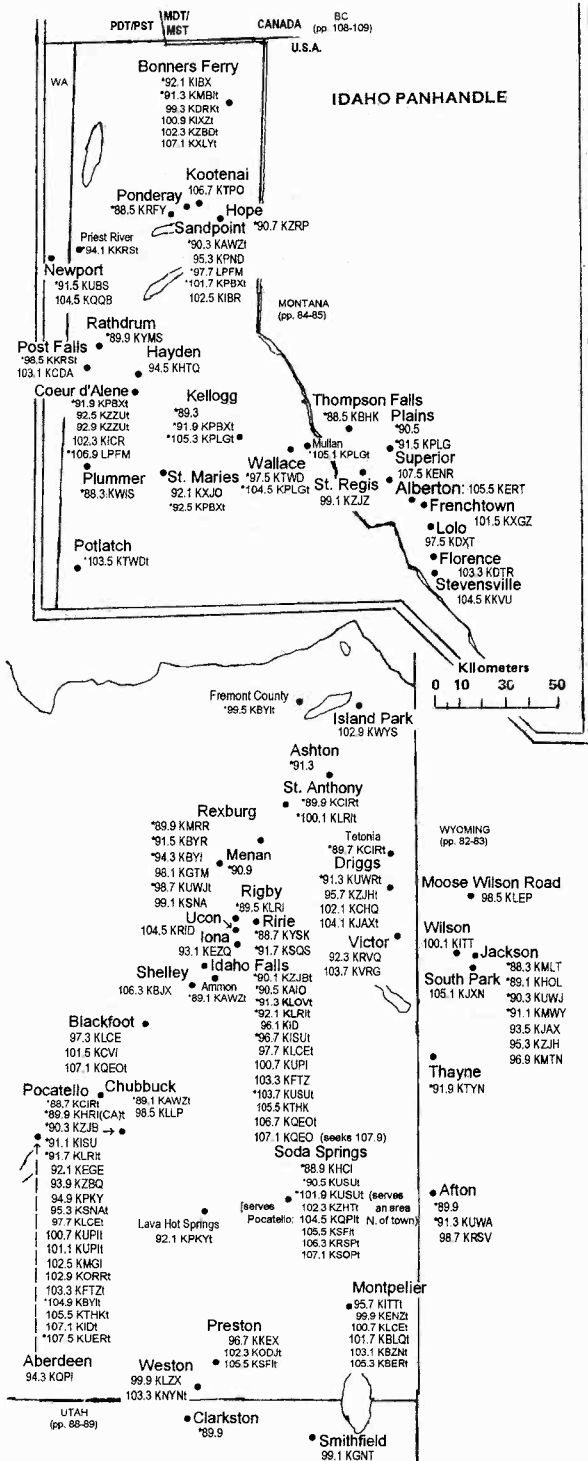 PDT/PST
MDT/
MST
CANADA
BC
(pp. 108-109)
U.S.A.
WA
IDAHO PANHANDLE
Bonners Ferry
*92.1 KIBX
*91.3 KMBIt
99.3 KDRKt
100.9 KIXZt
102.3 KZBDt
107.1 KXLYt
Kootenai
106.7 KTPO
Ponderay
*88.5 KRFY
Hope
*90.7 KZRP
Sandpoint
*90.3 KAWZt
95.3 KPND
*97.7 LPFM
*101.7 KPBXt
102.5 KIBR
Priest River
*94.1 KKRSt
Newport
*91.5 KUBS
104.5 KQQB
MONTANA
(pp. 84-85)
Rathdrum
*89.9 KYMS
Post Falls
*98.5 KKRSt
103.1 KCDA
Hayden
94.5 KHTQ
Coeur d'Alene
*91.9 KPBXt
92.5 KZZUt
92.9 KZZUt
102.3 KICR
*106.9 LPFM
Kellogg
*89.3
*91.9 KPBXt
*105.3 KPLGt
Thompson Falls
*88.5 KBHK
Plains
*90.5
*91.5 KPLG
Mullan
*105.1 KPLGt
Superior
107.5 KENR
Wallace
*97.5 KTWD
*104.5 KPLGt
St. Regis
99.1 KZJZ
Plummer
*88.3 KWIS
St. Maries
92.1 KXJO
*92.5 KPBXt
Alberton: 105.5 KERT
Frenchtown
101.5 KXGZ
Lolo
97.5 KDXT
Potlatch
*103.5 KTWDt
Florence
103.3 KDTR
Stevensville
104.5 KKVU
Kilometers
0 15 30 50
Fremont County
*99.5 KBYIt
Island Park
102.9 KWYS
Ashton
*91.3
St. Anthony
*89.9 KCIRt
*100.1 KLRIt
Rexburg
*89.9 KMRR
*91.5 KBYR
*94.3 KBYI
98.1 KGTM
*98.7 KUWJt
99.1 KSNA
Menan
*90.9
WYOMING
(pp. 82-83)
Tetonia
*89.7 KCIRt
Driggs
*91.3 KUWRt
95.7 KZJHt
102.1 KCHQ
104.1 KJAXt
Moose Wilson Road
98.5 KLEP
Rigby
*89.5 KLRI
Ucon
104.5 KRID
Ririe
*88.7 KYSK
*91.7 KSQS
Iona
93.1 KEZQ
Victor
92.3 KRVQ
103.7 KVRG
Wilson
100.1 KITT
Jackson
*88.3 KMLT
*89.1 KHOL
*90.3 KUWJ
*91.1 KMWY
93.5 KJAX
95.3 KZJH
96.9 KMTN
South Park
105.1 KJXN
Shelley
106.3 KBJX
Ammon
*89.1 KAWZt
Idaho Falls
*90.1 KZJBt
*90.5 KAIO
*91.3 KLOVt
*92.1 KLRIt
96.1 KID
*96.7 KISUt
97.7 KLCEt
100.7 KUPI
103.3 KFTZ
*103.7 KUSUt
105.5 KTHK
106.7 KQEOt
107.1 KQEO (seeks 107.9)
Blackfoot
97.3 KLCE
101.5 KCVI
107.1 KQEOt
Thayne
*91.9 KTYN
Chubbuck
*89.1 KAWZt
98.5 KLLP
Pocatello
*88.7 KCIRt
*89.9 KHRI(CA)t
*90.3 KZJB
*91.1 KISU
*91.7 KLRIt
92.1 KEGE
93.9 KZBQ
94.9 KPKY
95.3 KSNAt
97.7 KLCEt
100.7 KUPIt
101.1 KUPIt
102.5 KMGI
102.9 KORRt
103.3 KFTZt
*104.9 KBYIt
105.5 KTHKt
107.1 KIDt
*107.5 KUERt
Soda Springs
*88.9 KHCI
*90.5 KUSUt
*101.9 KUSUt (serves
102.3 KZHTt an area
[serves Pocatello: 104.5 KQPIt N. of town)
105.5 KSFIt
106.3 KRSPt
107.1 KSOPt
Afton
*89.9
*91.3 KUWA
98.7 KRSV
Lava Hot Springs
92.1 KPKYt
Montpelier
95.7 KITTt
99.9 KENZt
100.7 KLCEt
101.7 KBLQt
103.1 KBZNt
105.3 KBERt
Preston
96.7 KKEX
102.3 KODJt
105.5 KSFIt
Aberdeen
94.3 KQPI
Weston
99.9 KLZX
103.3 KNYNt
UTAH
(pp. 88-89)
Clarkston
*89.9
Smithfield
99.1 KGNT